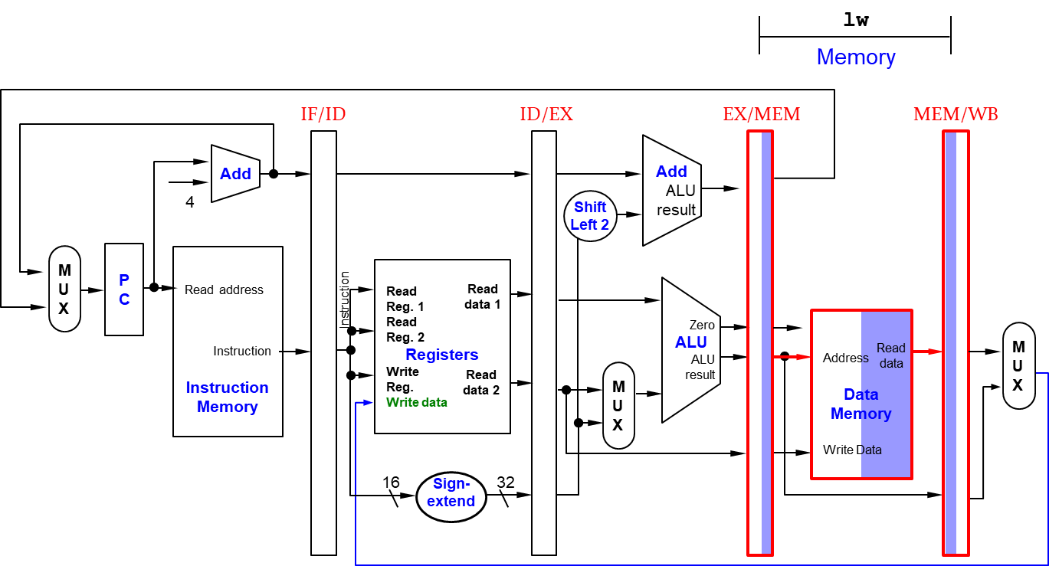 lw
Memory
IF/ID
ID/EX
EX/MEM
MEM/WB
Add
4
Add
ALU
result
Shift
Left 2
M
U
X
P
C
Read address
Instruction
Instruction
Memory
Instruction
Read
Reg. 1
Read
Reg. 2
Registers
Write
Reg.
Write data
Read
data 1
Read
data 2
16
Sign-
extend
32
M
U
X
Zero
ALU
ALU
result
Address
Read
data
Data
Memory
Write Data
M
U
X